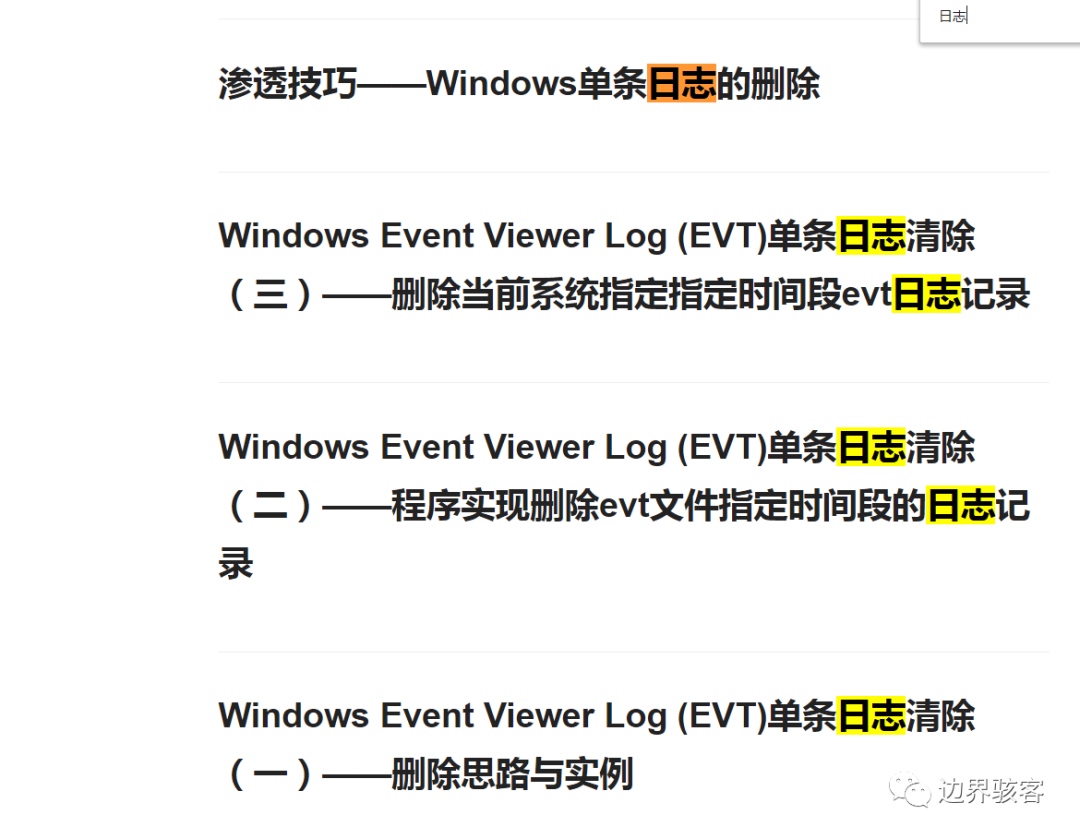 日志
渗透技巧——Windows单条日志的删除
Windows Event Viewer Log (EVT)单条日志清除
（三）——删除当前系统指定指定时间段evt日志记录
Windows Event Viewer Log (EVT)单条日志清除
（二）——程序实现删除evt文件指定时间段的日志记
录
Windows Event Viewer Log (EVT)单条日志清除
（一）——删除思路与实例
边界骇客